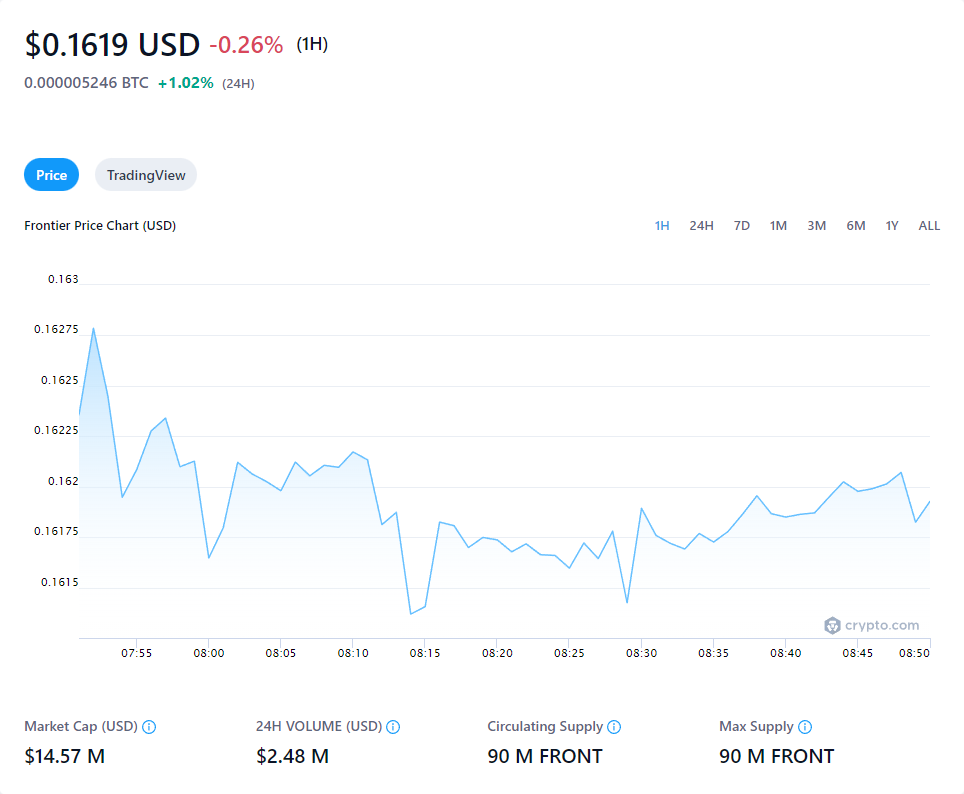 $0.1619 USD -0.26% (1H)
0.000005246 BTC +1.02% (24H)
Price TradingView
Frontier Price Chart (USD) 1H 24H 7D 1M 3M 6M 1Y ALL
0.163
0.16275
0.1625
0.16225
0.162
0.16175
0.1615
crypto.com
07:55 08:00 08:05 08:10 08:15 08:20 08:25 08:30 08:35 08:40 08:45 08:50
Market Cap (USD) 24H VOLUME (USD) Circulating Supply Max Supply
$14.57 M $2.48 M 90 M FRONT 90 M FRONT